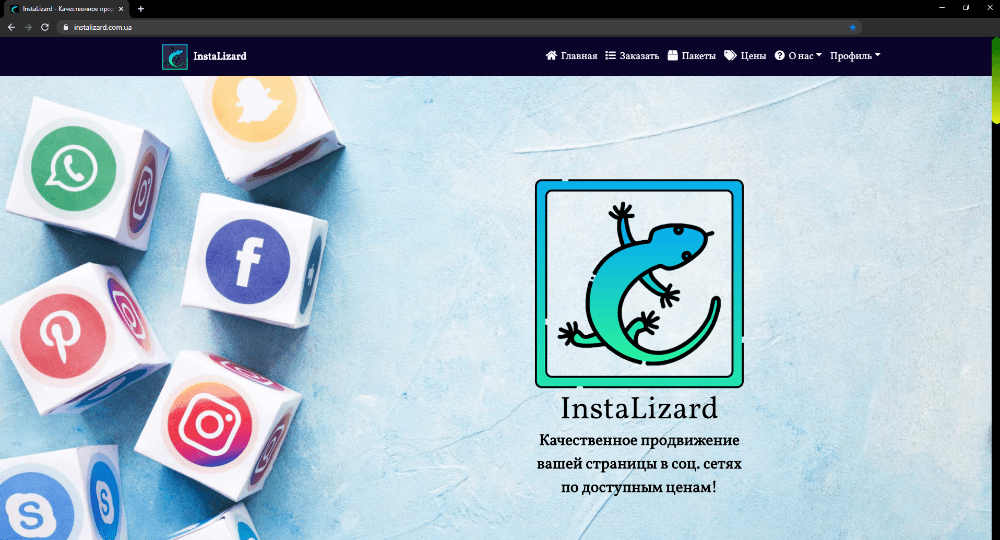 InstaLizard - Качественное прод
instalizard.com.ua
InstaLizard
Главная
Заказать
Пакеты
Цены
О нас
Профиль
InstaLizard
Качественное продвижение
вашей страницы в соц. сетях
по доступным ценам!